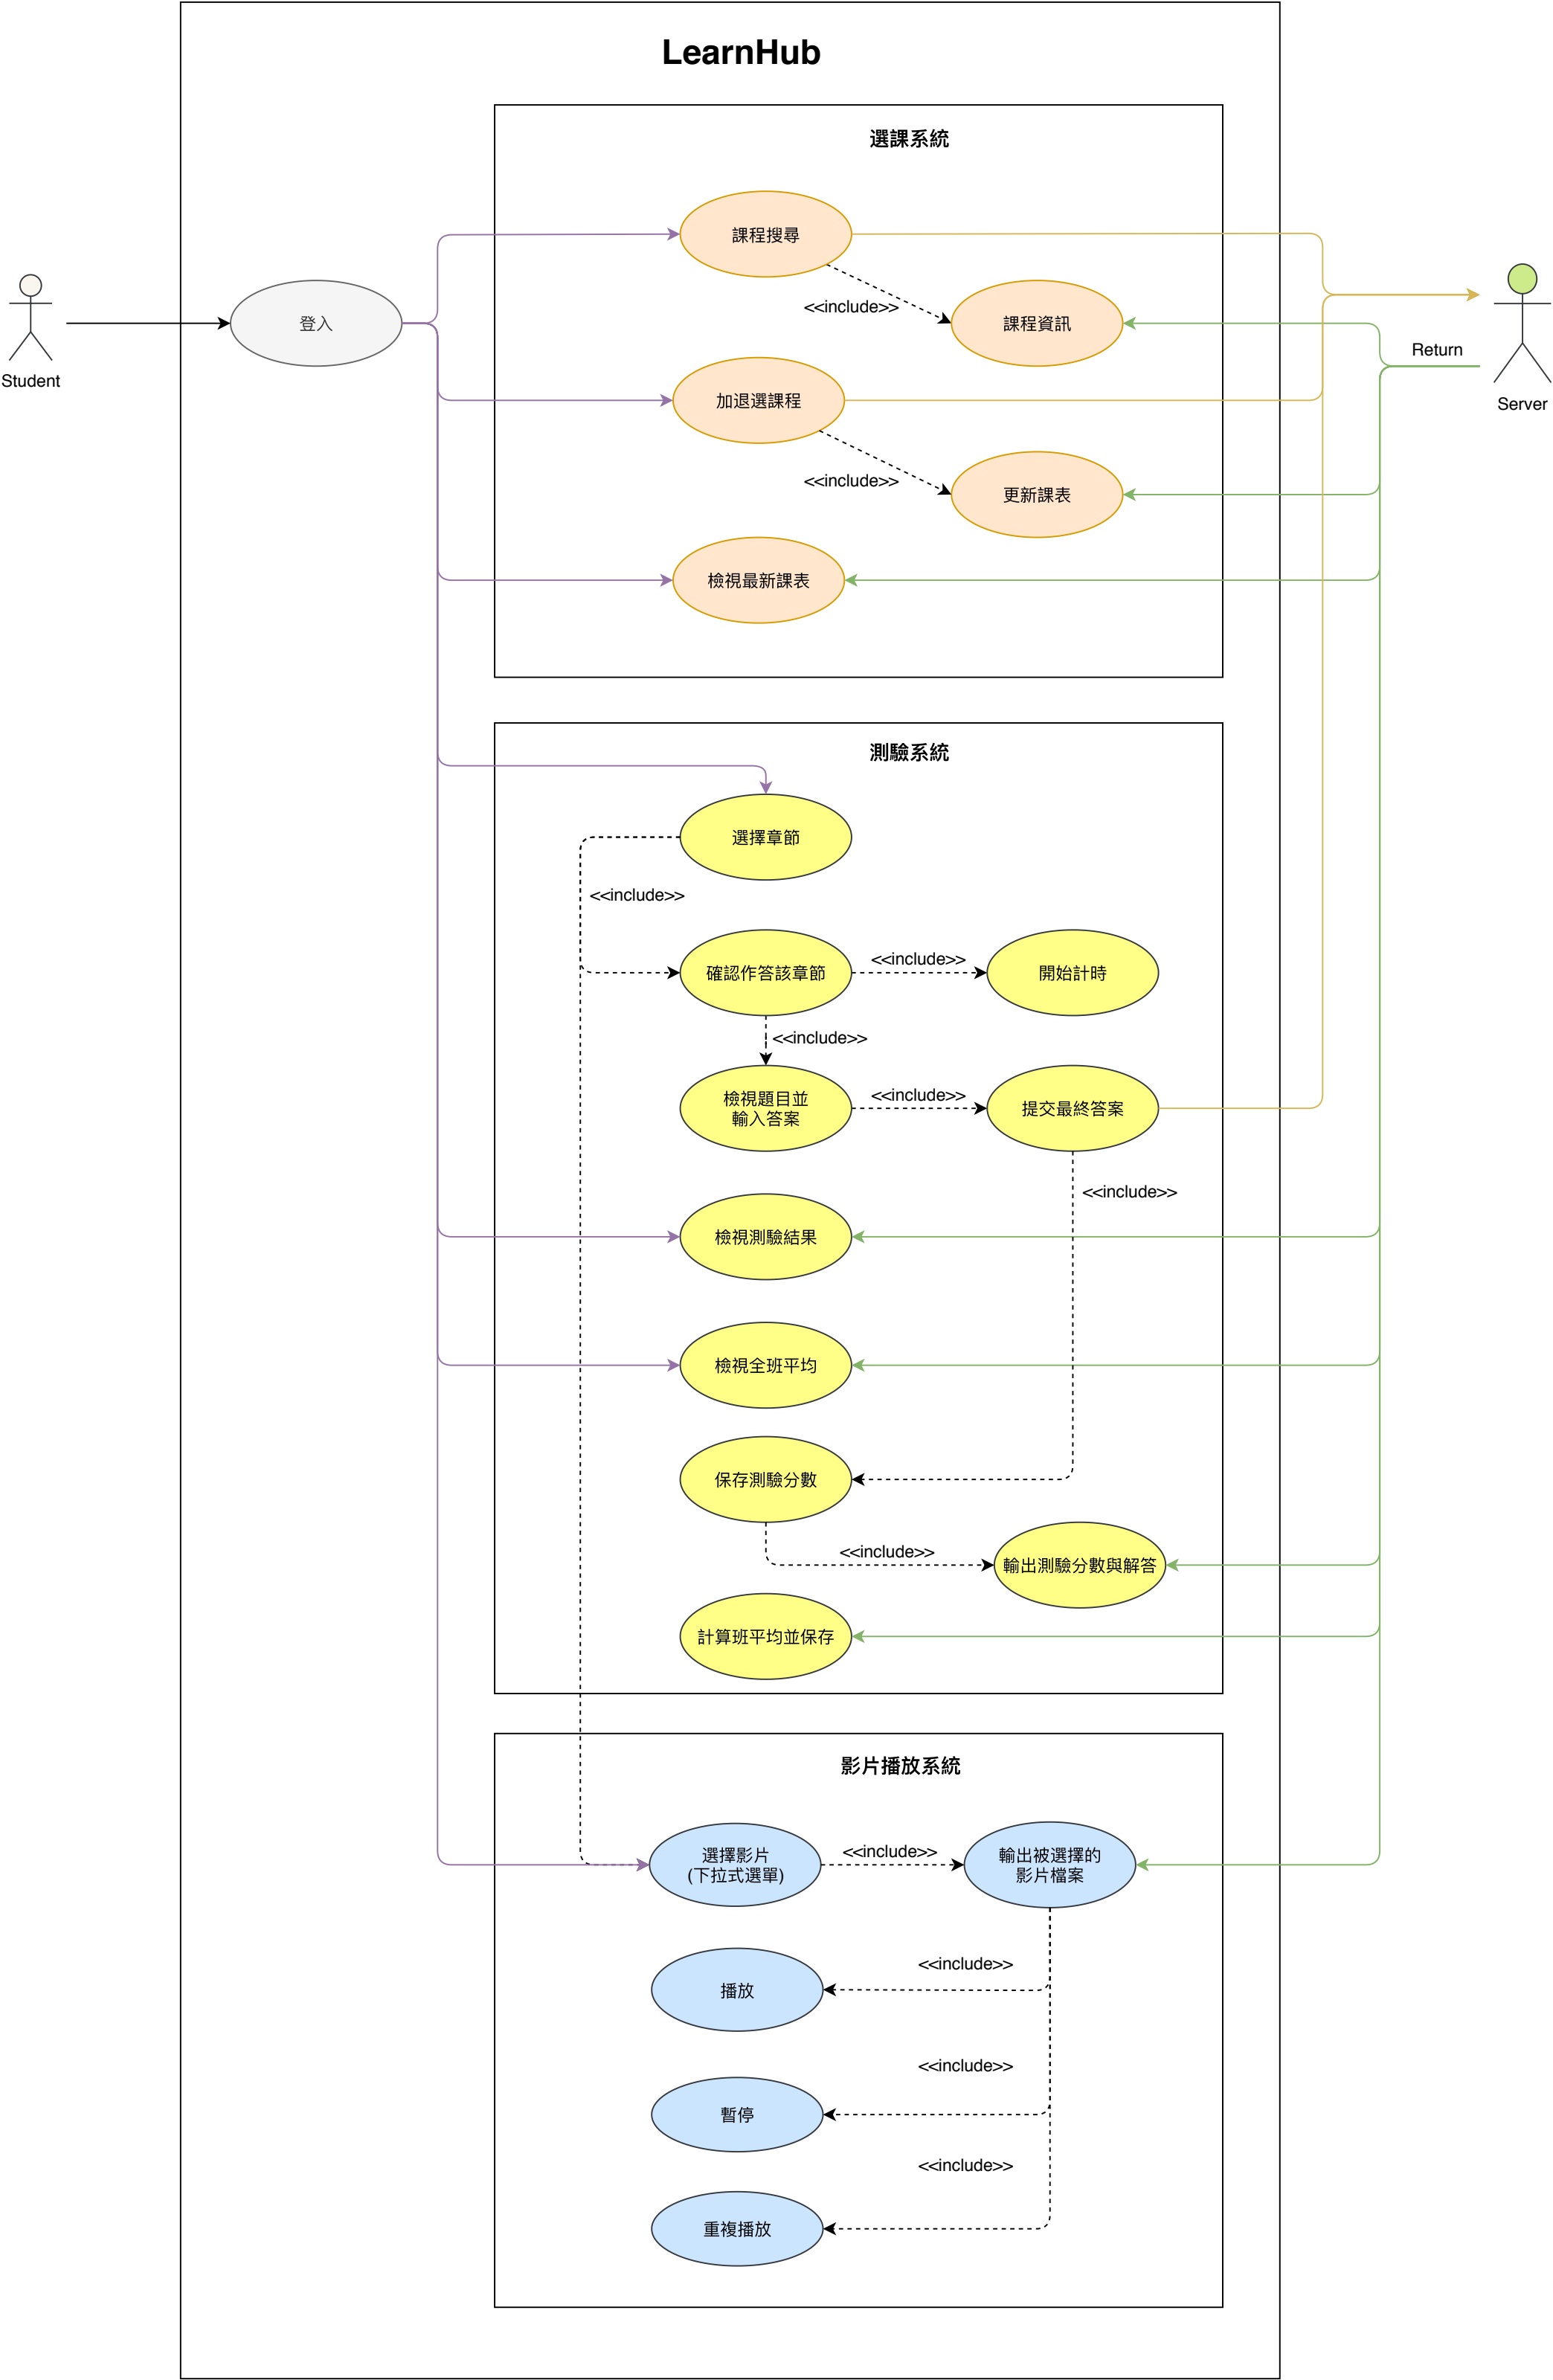 LearnHub
選課系統
課程搜尋
<<include>>
課程資訊
登入
Student
Return
Server
加退選課程
<<include>>
更新課表
檢視最新課表
測驗系統
選擇章節
<<include>>
確認作答該章節
<<include>>
開始計時
<<include>>
檢視題目並
輸入答案
<<include>>
提交最終答案
<<include>>
檢視測驗結果
檢視全班平均
保存測驗分數
<<include>>
輸出測驗分數與解答
計算班平均並保存
影片播放系統
選擇影片
(下拉式選單)
<<include>>
輸出被選擇的
影片檔案
<<include>>
播放
<<include>>
暫停
<<include>>
重複播放